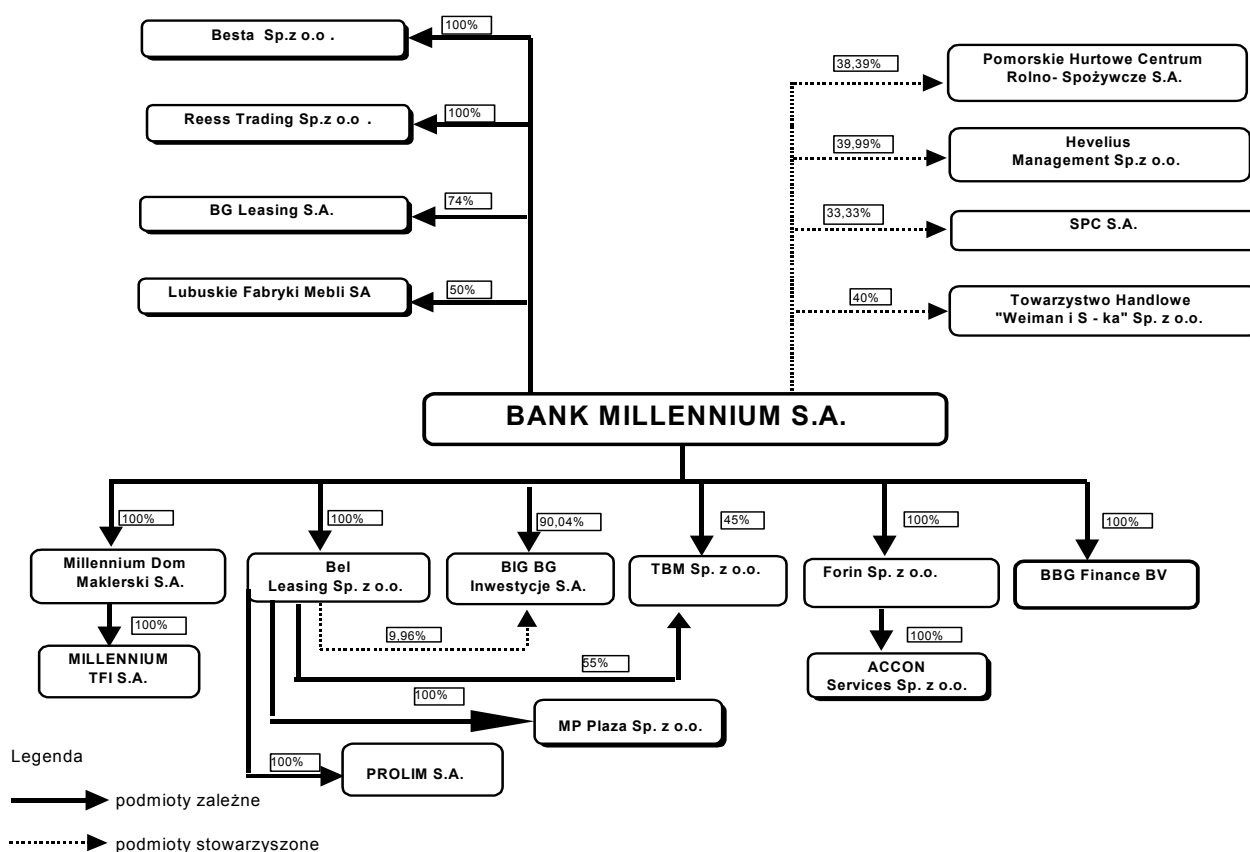 100%
Besta Sp.z o.o .
38,39%
Pomorskie Hurtowe Centrum
Rolno- Spożywcze S.A.
100%
Reess Trading Sp.z o.o .
39,99%
Hevelius
Management Sp.z o.o.
74%
BG Leasing S.A.
33,33%
SPC S.A.
50%
Lubuskie Fabryki Mebli SA
40%
Towarzystwo Handlowe
"Weiman i S - ka" Sp. z o.o.
BANK MILLENNIUM S.A.
100%
100%
90,04%
45%
100%
100%
Millennium Dom
Maklerski S.A.
Bel
Leasing Sp. z o.o.
BIG BG
Inwestycje S.A.
TBM Sp. z o.o.
Forin Sp. z o.o.
BBG Finance BV
100%
9,96%
100%
MILLENNIUM
TFI S.A.
55%
ACCON
Services Sp. z o.o.
100%
MP Plaza Sp. z o.o.
100%
PROLIM S.A.
Legenda
podmioty zależne
podmioty stowarzyszone